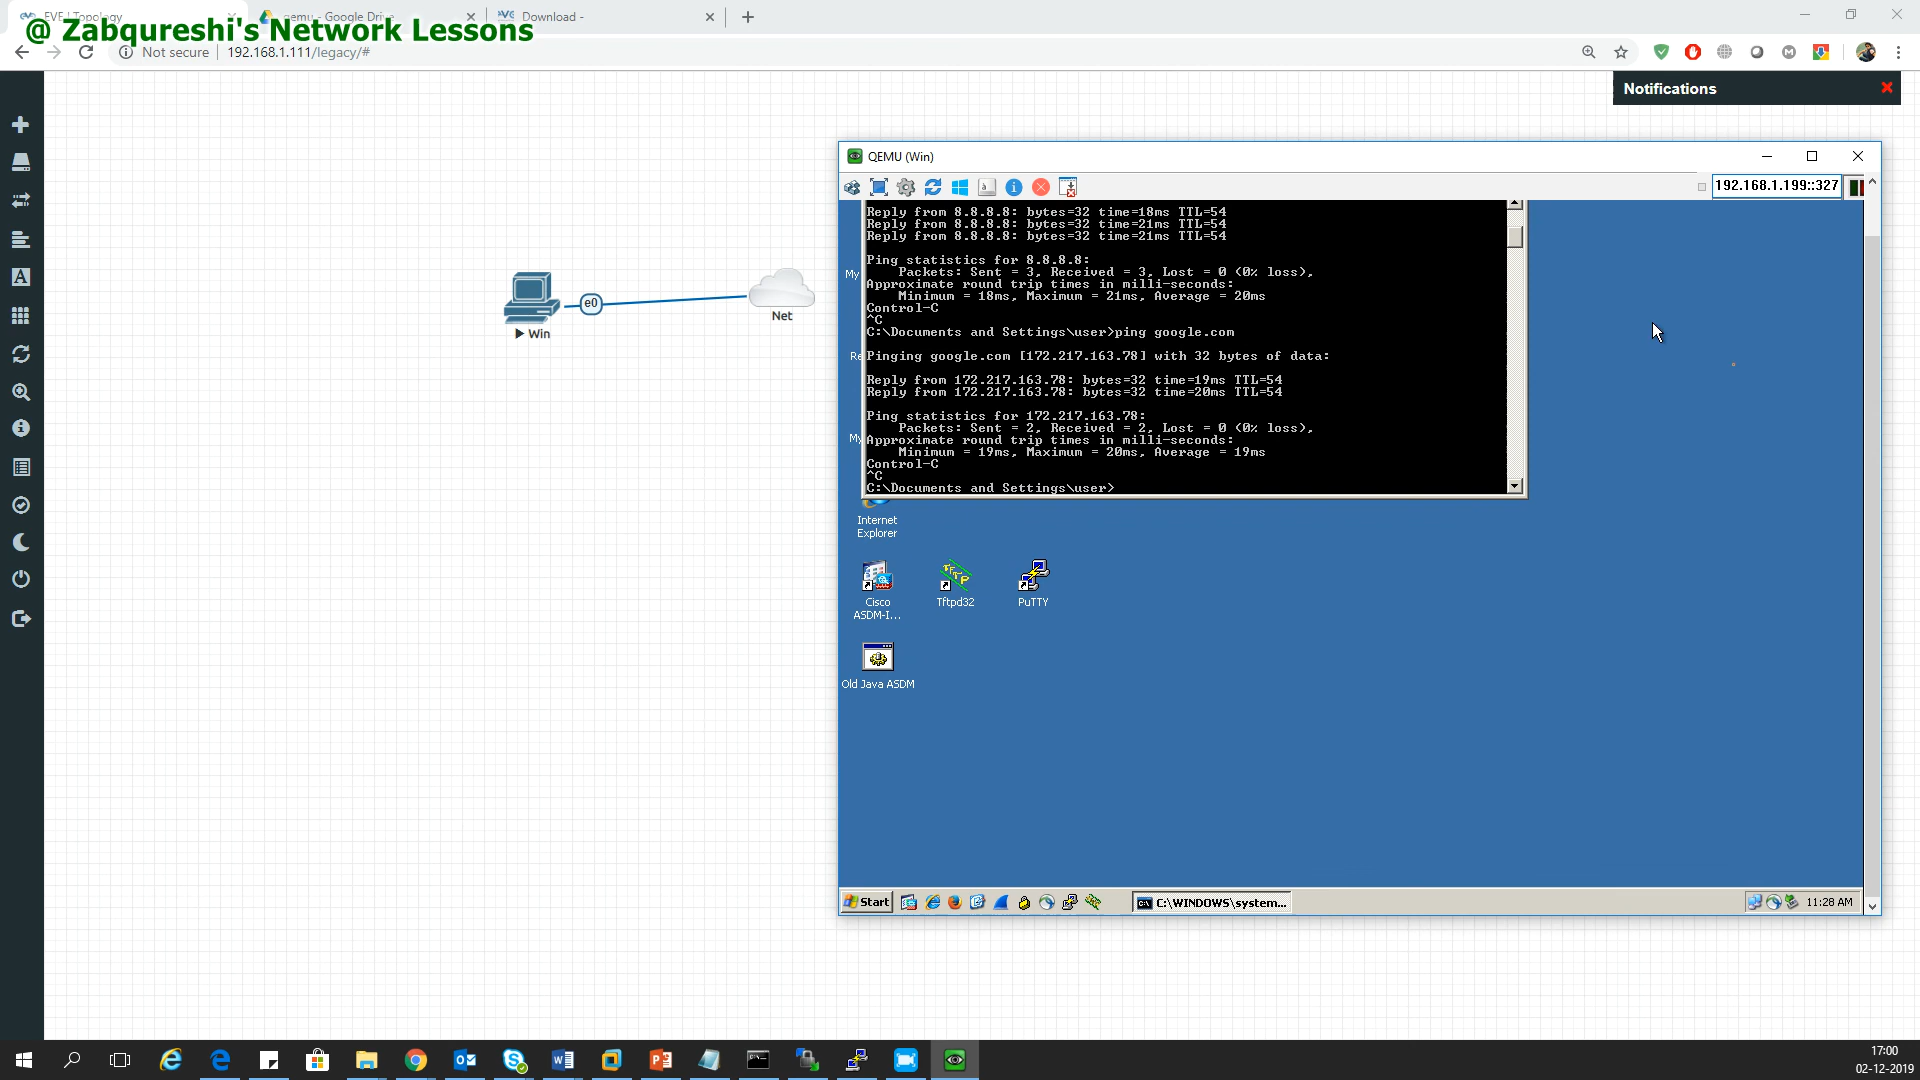 EVE | Topology
qemu - Google Drive
Download -
@ Zabqureshi's Network Lessons
Not secure
192.168.1.111/legacy/#
Notifications
QEMU (Win)
192.168.1.199::327
Reply from 8.8.8.8: bytes=32 time=18ms TTL=54
Reply from 8.8.8.8: bytes=32 time=21ms TTL=54
Reply from 8.8.8.8: bytes=32 time=21ms TTL=54
Ping statistics for 8.8.8.8:
Packets: Sent = 3, Received = 3, Lost = 0 (0% loss),
Approximate round trip times in milli-seconds:
Minimum = 18ms, Maximum = 21ms, Average = 20ms
Control-C
^C
C:\Documents and Settings\user>ping google.com
Pinging google.com [172.217.163.78] with 32 bytes of data:
Reply from 172.217.163.78: bytes=32 time=19ms TTL=54
Reply from 172.217.163.78: bytes=32 time=20ms TTL=54
Ping statistics for 172.217.163.78:
Packets: Sent = 2, Received = 2, Lost = 0 (0% loss),
Approximate round trip times in milli-seconds:
Minimum = 19ms, Maximum = 20ms, Average = 19ms
Control-C
^C
C:\Documents and Settings\user>
My
Re
My
e0
Win
Net
Internet
Explorer
Cisco
ASDM-I...
Tftpd32
PuTTY
Old Java ASDM
Start
C:\WINDOWS\system...
11:28 AM
17:00
02-12-2019